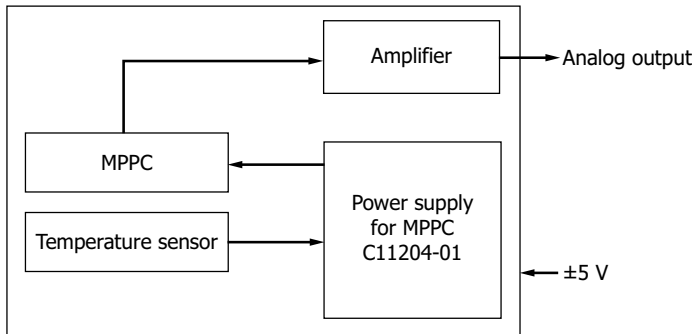 Amplifier
Analog output
MPPC
Power supply
for MPPC
C11204-01
Temperature sensor
±5 V